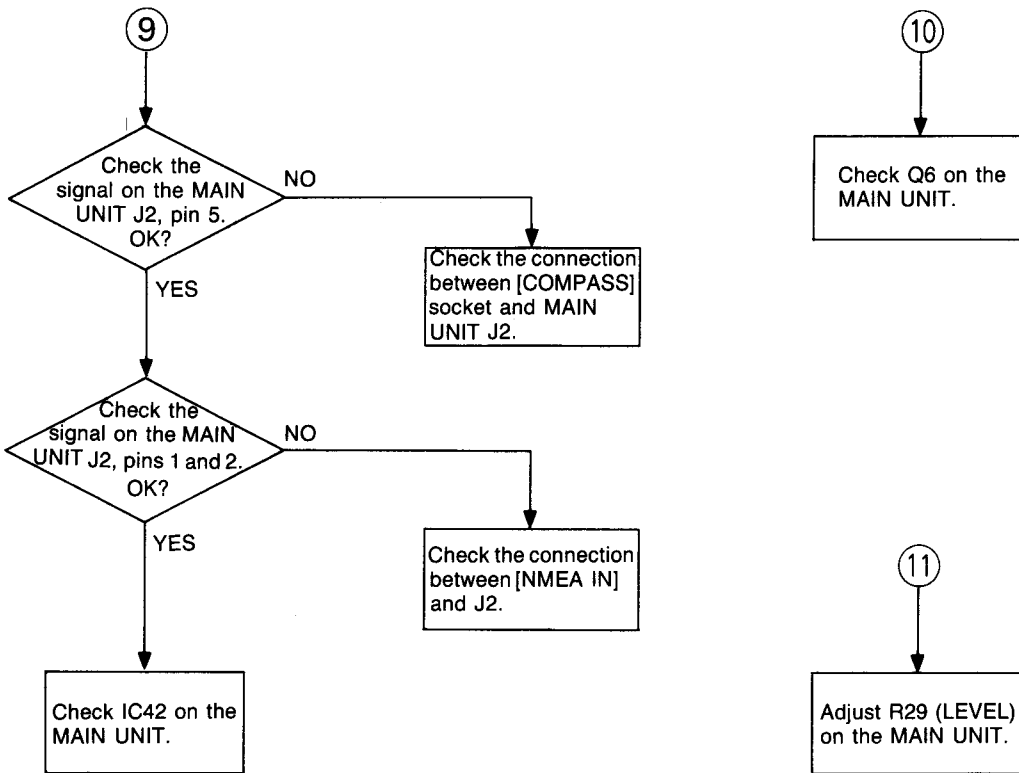 9
Check the
signal on the MAIN
UNIT J2, pin 5.
OK?
NO
YES
Check the connection
between [COMPASS]
socket and MAIN
UNIT J2.
Check the
signal on the MAIN
UNIT J2, pins 1 and 2.
OK?
NO
YES
Check the connection
between [NMEA IN]
and J2.
Check IC42 on the
MAIN UNIT.
10
Check Q6 on the
MAIN UNIT.
11
Adjust R29 (LEVEL)
on the MAIN UNIT.